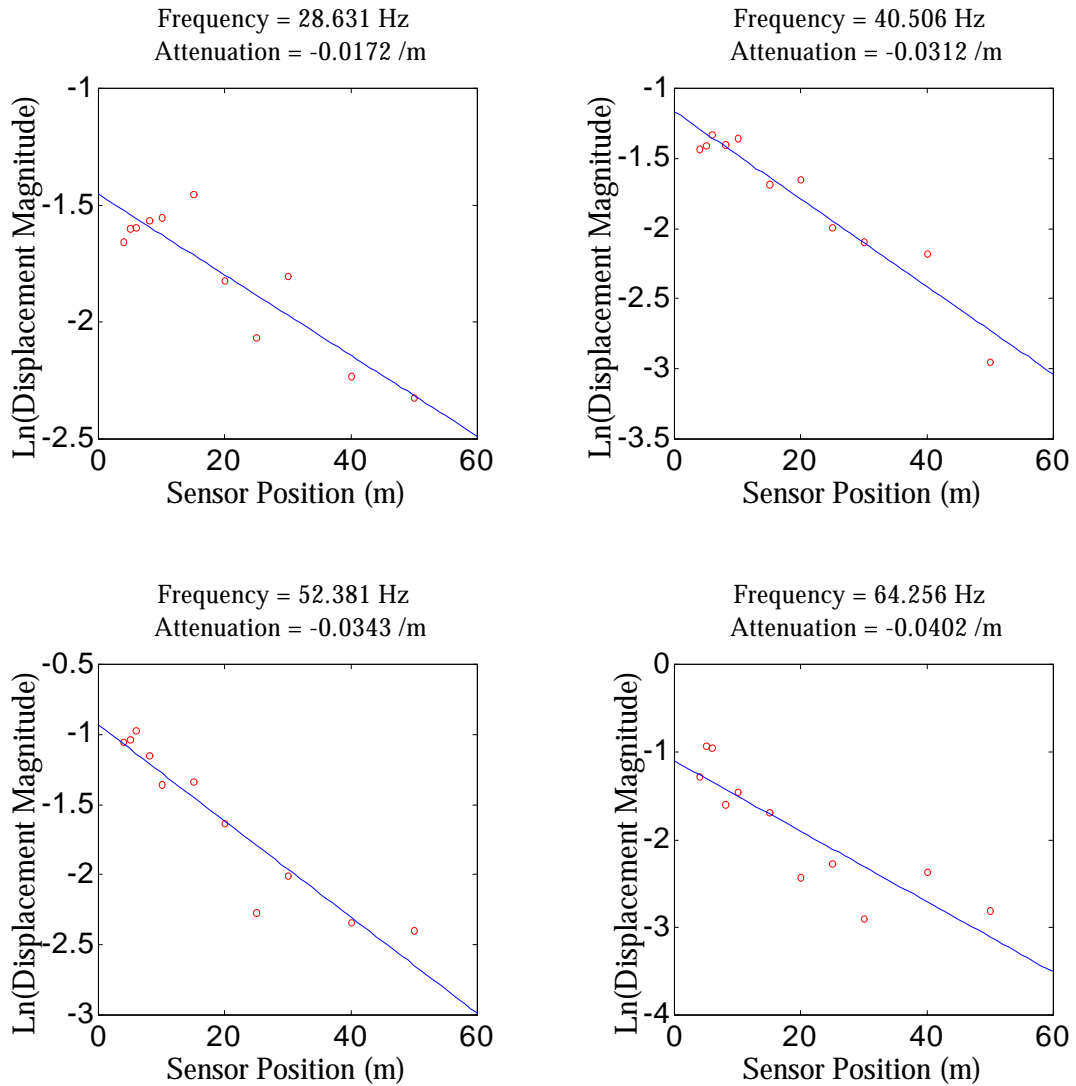 Frequency = 28.631 Hz
Attenuation = -0.0172 /m
-1
-1.5
-2
-2.5
Ln(Displacement Magnitude)
0 20 40 60
Sensor Position (m)
Frequency = 40.506 Hz
Attenuation = -0.0312 /m
-1
-1.5
-2
-2.5
-3
-3.5
Ln(Displacement Magnitude)
0 20 40 60
Sensor Position (m)
Frequency = 52.381 Hz
Attenuation = -0.0343 /m
-0.5
-1
-1.5
-2
-2.5
-3
Ln(Displacement Magnitude)
0 20 40 60
Sensor Position (m)
Frequency = 64.256 Hz
Attenuation = -0.0402 /m
0
-1
-2
-3
-4
Ln(Displacement Magnitude)
0 20 40 60
Sensor Position (m)